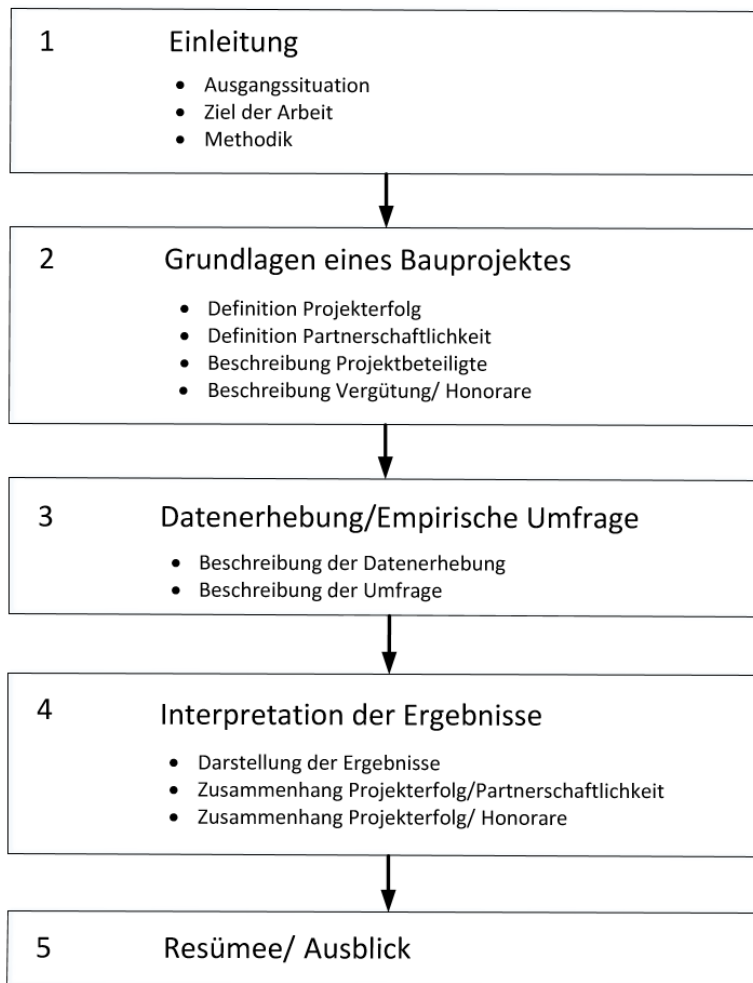 1 Einleitung
• Ausgangssituation
• Ziel der Arbeit
• Methodik
2 Grundlagen eines Bauprojektes
• Definition Projekterfolg
• Definition Partnerschaftlichkeit
• Beschreibung Projektbeteiligte
• Beschreibung Vergütung/ Honorare
3 Datenerhebung/Empirische Umfrage
• Beschreibung der Datenerhebung
• Beschreibung der Umfrage
4 Interpretation der Ergebnisse
• Darstellung der Ergebnisse
• Zusammenhang Projekterfolg/Partnerschaftlichkeit
• Zusammenhang Projekterfolg/ Honorare
5 Resümee/ Ausblick